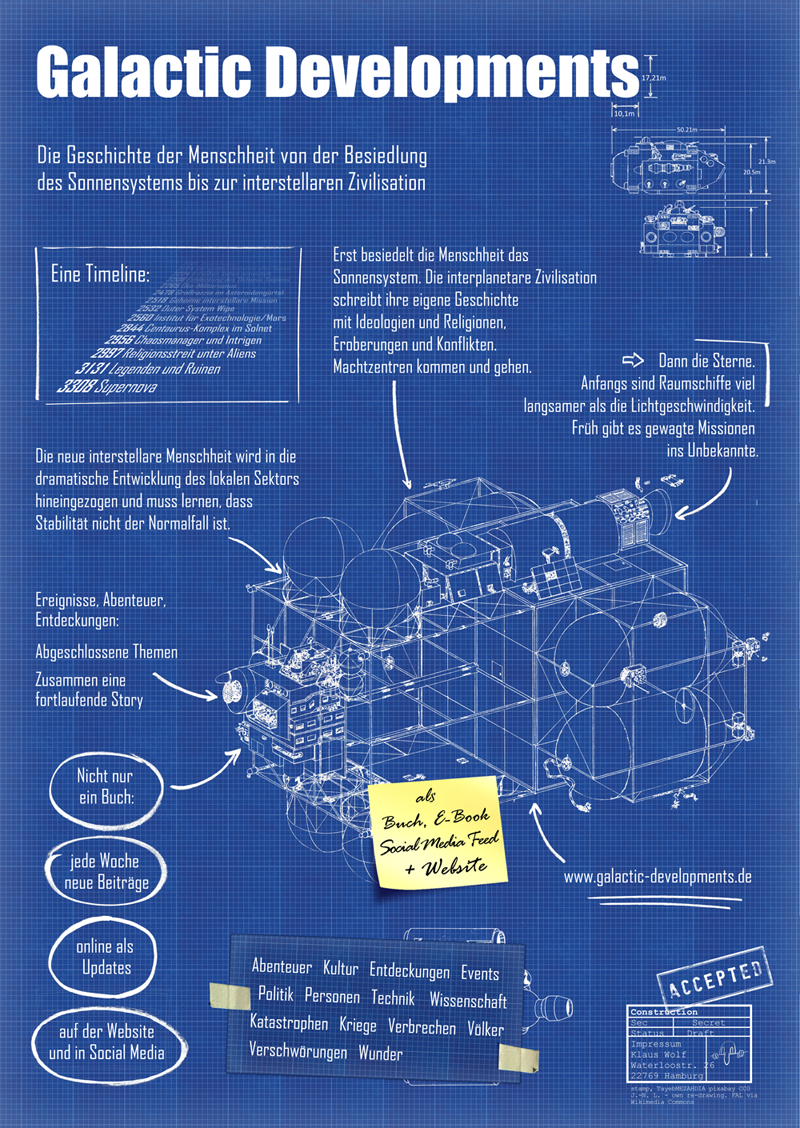 Galactic Developments
17,21m
10,1m
50.21m
21.3m
20.5m
Die Geschichte der Menschheit von der Besiedlung
des Sonnensystems bis zur interstellaren Zivilisation
Eine Timeline:
2518 Geheime interstellare Mission
2532 Outer System Wipe
2560 Institut für Exotechnologie/Mars
2844 Centaurus-Komplex im Solnet
2956 Chaosmanager und Intrigen
2997 Religionsstreit unter Aliens
3131 Legenden und Ruinen
3308 Supernova
Erst besiedelt die Menschheit das
Sonnensystem. Die interplanetare Zivilisation
schreibt ihre eigene Geschichte
mit Ideologien und Religionen,
Eroberungen und Konflikten.
Machtzentren kommen und gehen.
⇨ Dann die Sterne.
Anfangs sind Raumschiffe viel
langsamer als die Lichtgeschwindigkeit.
Früh gibt es gewagte Missionen
ins Unbekannte.
Die neue interstellare Menschheit wird in die
dramatische Entwicklung des lokalen Sektors
hineingezogen und muss lernen, dass
Stabilität nicht der Normalfall ist.
Ereignisse, Abenteuer,
Entdeckungen:
Abgeschlossene Themen
Zusammen eine
fortlaufende Story
Nicht nur
ein Buch:
jede Woche
neue Beiträge
online als
Updates
auf der Website
und in Social Media
als
Buch, E-Book
Social Media Feed
+ Website
www.galactic-developments.de
Abenteuer Kultur Entdeckungen Events
Politik Personen Technik Wissenschaft
Katastrophen Kriege Verbrechen Völker
Verschwörungen Wunder
ACCEPTED
Construction
Sec Secret
Status Draft
Impressum
Klaus Wolf
Waterloostr. 26
22769 Hamburg
stamp, TayebMEZAHDIA pixabay CC0
J.-N. L. - own re-drawing. FAL via
Wikimedia Commons